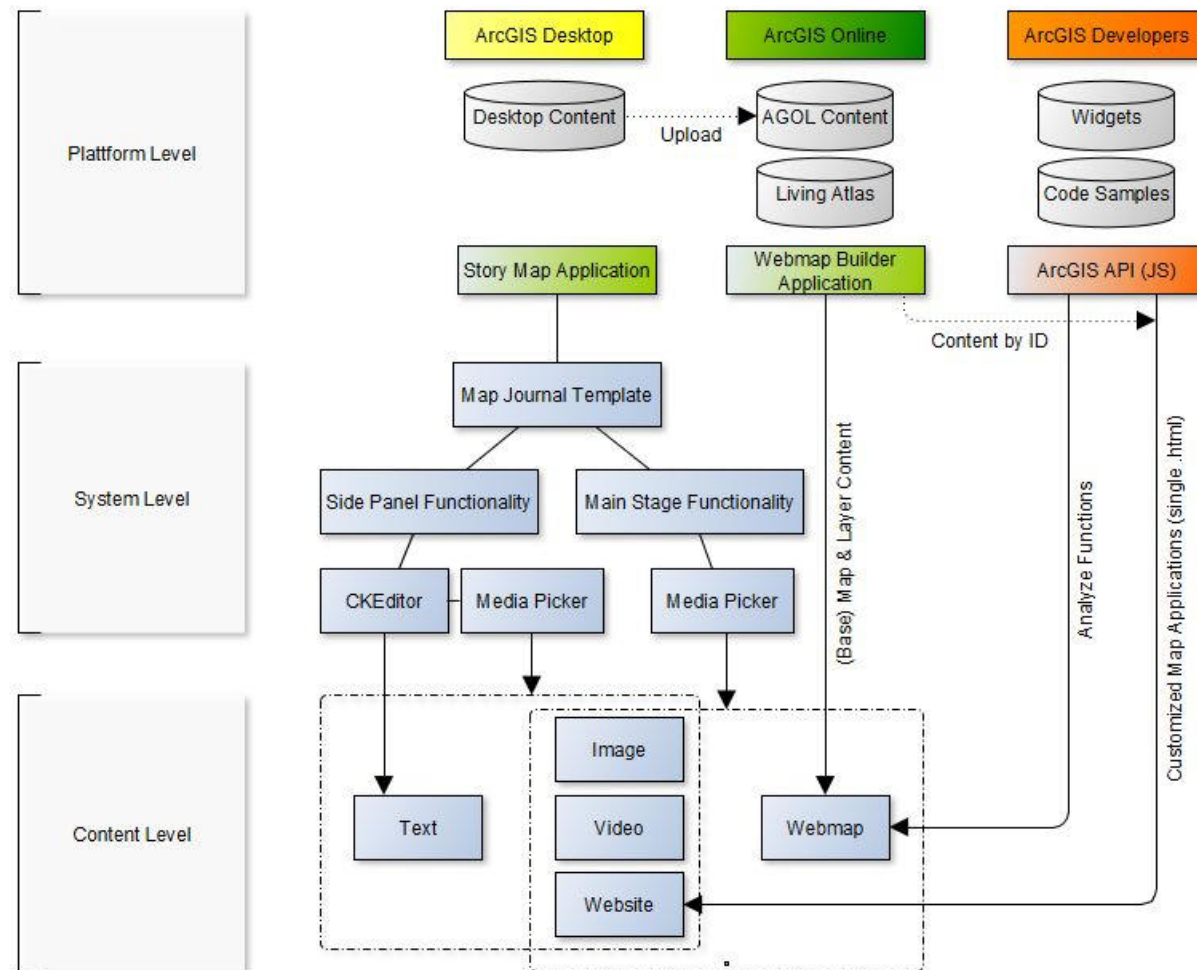 ArcGIS Desktop
ArcGIS Online
ArcGIS Developers
Desktop Content
Upload
AGOL Content
Widgets
Plattform Level
Living Atlas
Code Samples
Story Map Application
Webmap Builder
Application
ArcGIS API (JS)
Content by ID
Map Journal Template
System Level
Side Panel Functionality
Main Stage Functionality
CKEditor
Media Picker
Media Picker
(Base) Map & Layer Content
Analyze Functions
Customized Map Applications (single .html)
Content Level
Image
Text
Video
Webmap
Website